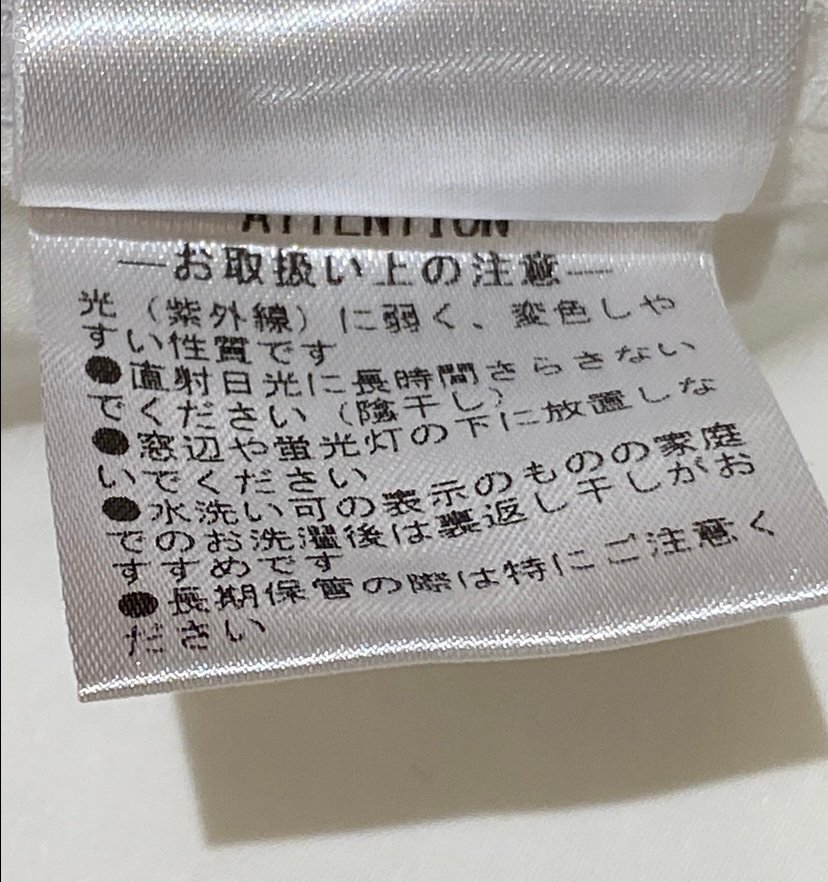 ATTENTION
―お取扱い上の注意―
光（紫外線）に弱く、変色しや
すい性質です
●直射日光に長時間さらさない
でください（陰干し）
●窓辺や蛍光灯の下に放置しな
いでください
●水洗い可の表示のものの家庭
でのお洗濯後は裏返し干しがお
すすめです
●長期保管の際は特にご注意く
ださい